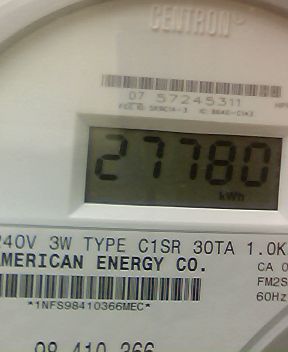 CENTRON®
07 57245311
27780
kWh
240V 3W TYPE C1SR 30TA 1.0K
AMERICAN ENERGY CO.
CA 0
FM2S
60Hz
*1NFS98410366MEC*
98 410 366